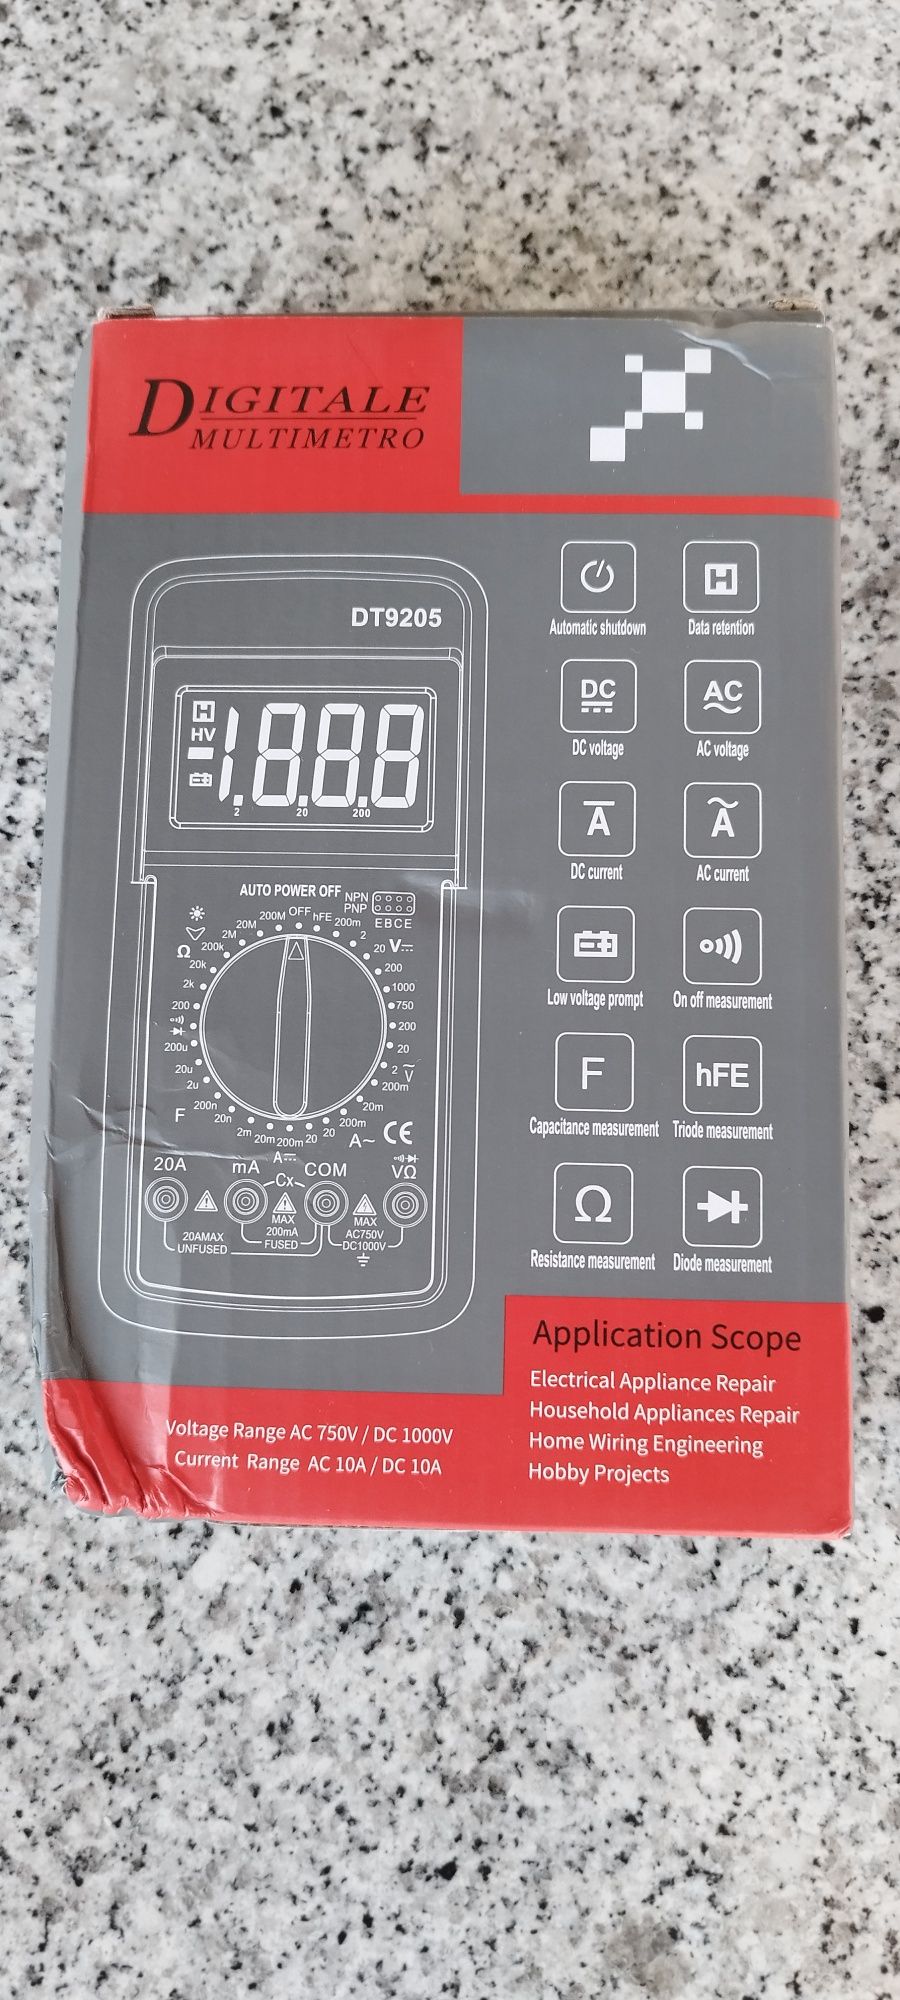 DIGITALE
MULTIMETRO
DT9205
H
HV
1.8.8.8
2 20 200
AUTO POWER OFF
NPN
PNP
EBCE
OFF
hFE
200m
2
20
V
200
1000
750
200
20
2
V
200m
20m
200m
A~
20
20
200m
A
20m
2m
20n
200n
F
2u
20u
200u
200
2k
20k
200k
Ω
2M
20M
200M
CE
20A
mA
Cx
COM
VΩ
20AMAX
UNFUSED
MAX
200mA
FUSED
MAX
AC750V
DC1000V
H
Automatic shutdown
Data retention
DC
AC
DC voltage
AC voltage
A
A
DC current
AC current
Low voltage prompt
On off measurement
F
hFE
Capacitance measurement
Triode measurement
Ω
Resistance measurement
Diode measurement
Application Scope
Electrical Appliance Repair
Household Appliances Repair
Home Wiring Engineering
Hobby Projects
Voltage Range AC 750V / DC 1000V
Current Range AC 10A / DC 10A